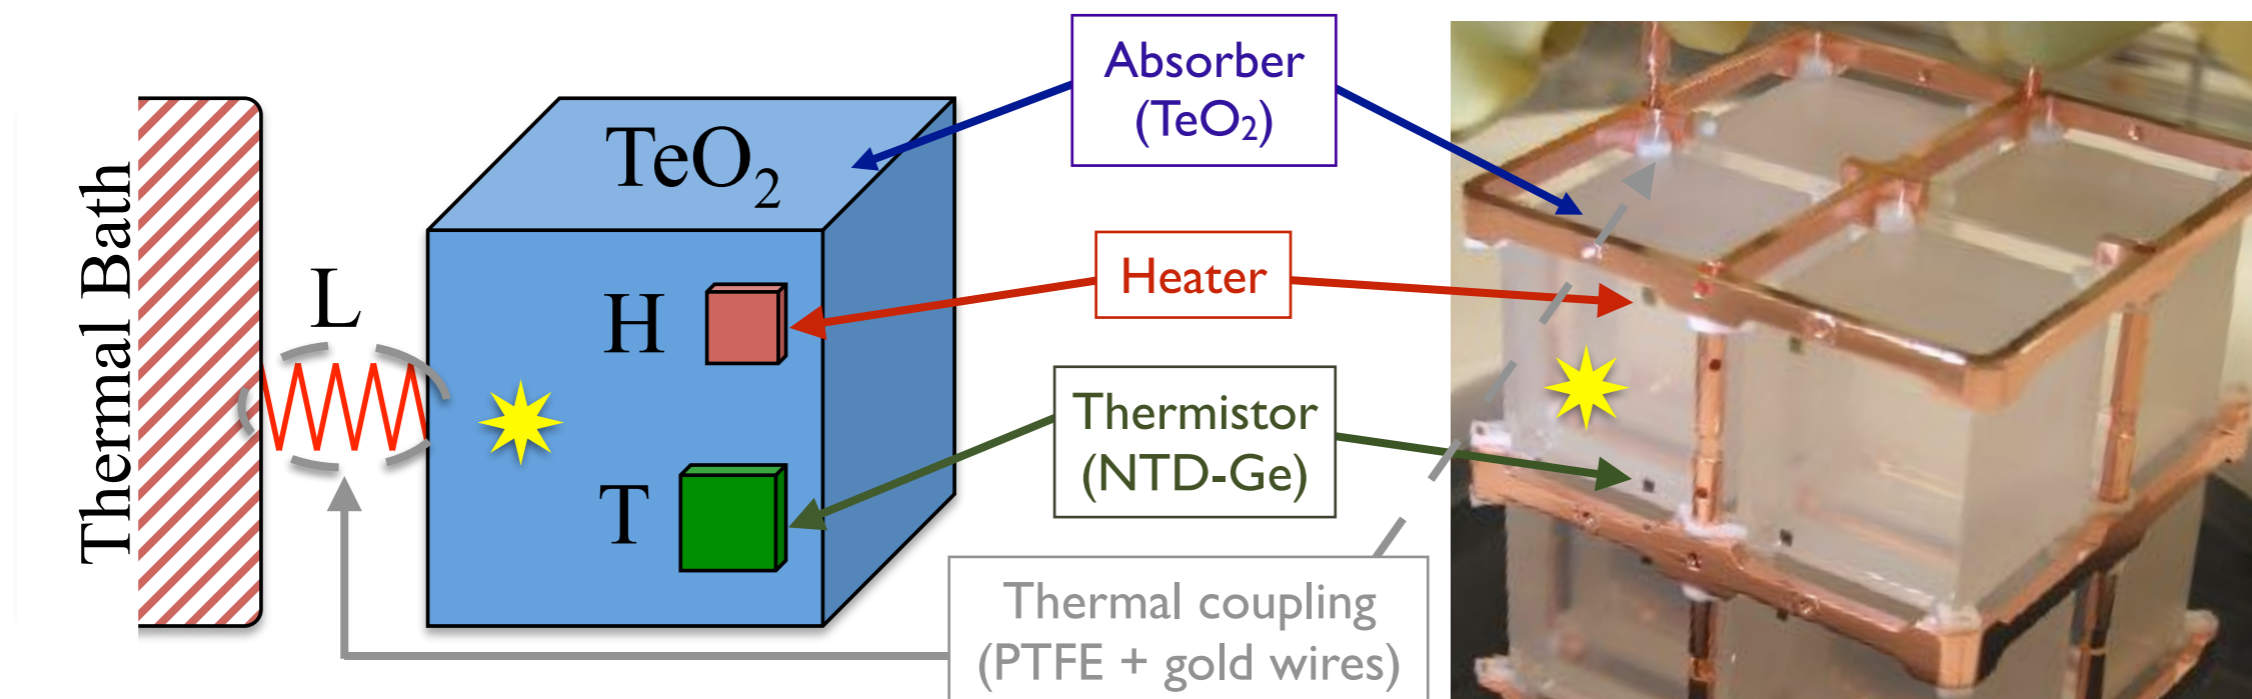 Thermal Bath
L
TeO₂
H
T
Absorber
(TeO₂)
Heater
Thermistor
(NTD-Ge)
Thermal coupling
(PTFE + gold wires)